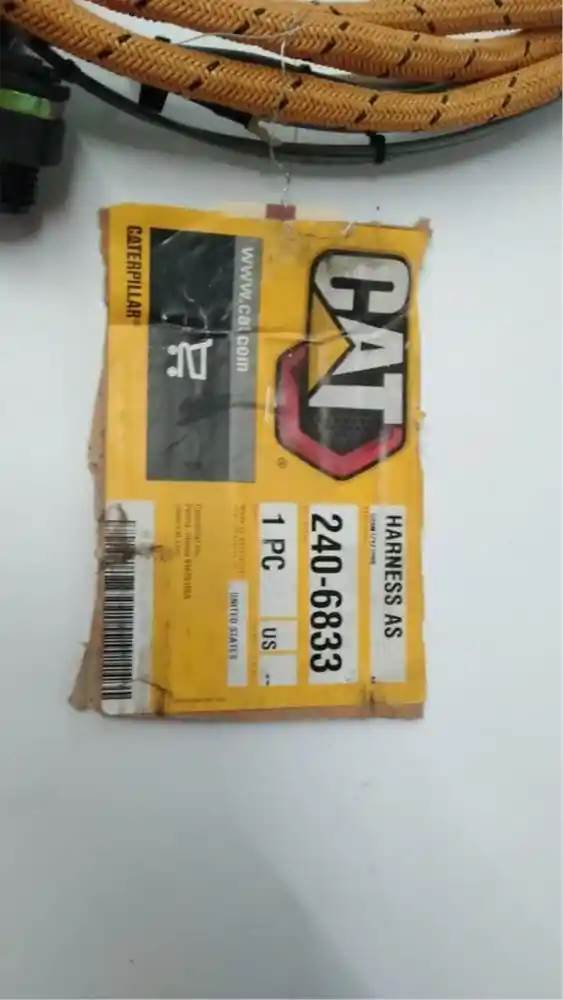 CAT
®
www.cat.com
CATERPILLAR®
HARNESS AS
240-6833
1 PC
US
UNITED STATES